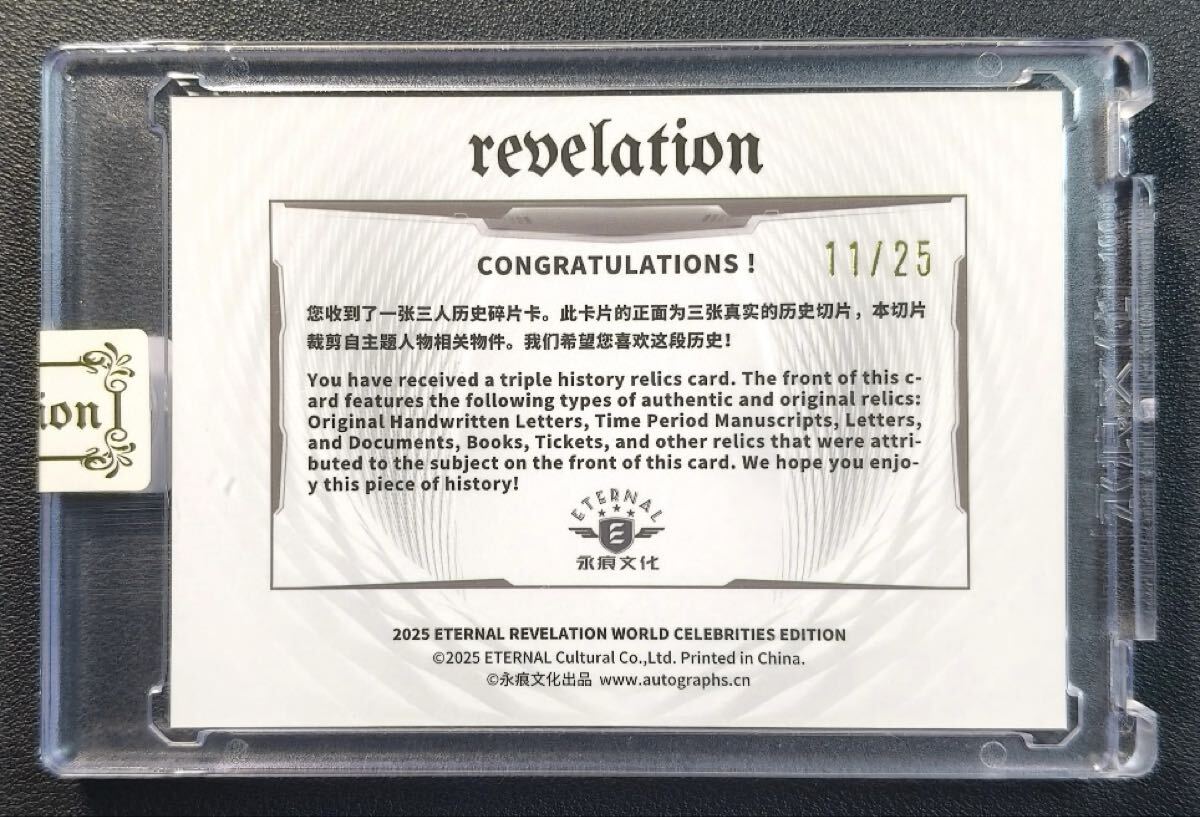 revelation
CONGRATULATIONS !
11/25
您收到了一张三人历史碎片卡。此卡片的正面为三张真实的历史切片，本切片
裁剪自主题人物相关物件。我们希望您喜欢这段历史！
You have received a triple history relics card. The front of this c-
ard features the following types of authentic and original relics:
Original Handwritten Letters, Time Period Manuscripts, Letters,
and Documents, Books, Tickets, and other relics that were attri-
buted to the subject on the front of this card. We hope you enjo-
y this piece of history!
ion
ETERNAL
永痕文化
2025 ETERNAL REVELATION WORLD CELEBRITIES EDITION
©2025 ETERNAL Cultural Co.,Ltd. Printed in China.
©永痕文化出品 www.autographs.cn